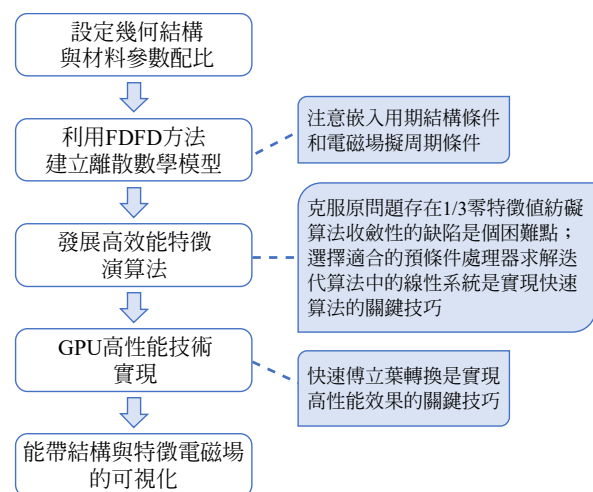 設定幾何結構
與材料參數配比
利用FDFD方法
建立離散數學模型
注意嵌入用期結構條件
和電磁場擬周期條件
發展高效能特徵
演算法
克服原問題存在1/3零特徵值妨礙
算法收斂性的缺陷是個困難點；
選擇適合的預條件處理器求解迭
代算法中的線性系統是實現快速
算法的關鍵技巧
GPU高性能技術
實現
快速傅立葉轉換是實現
高性能效果的關鍵技巧
能帶結構與特徵電磁場
的可視化